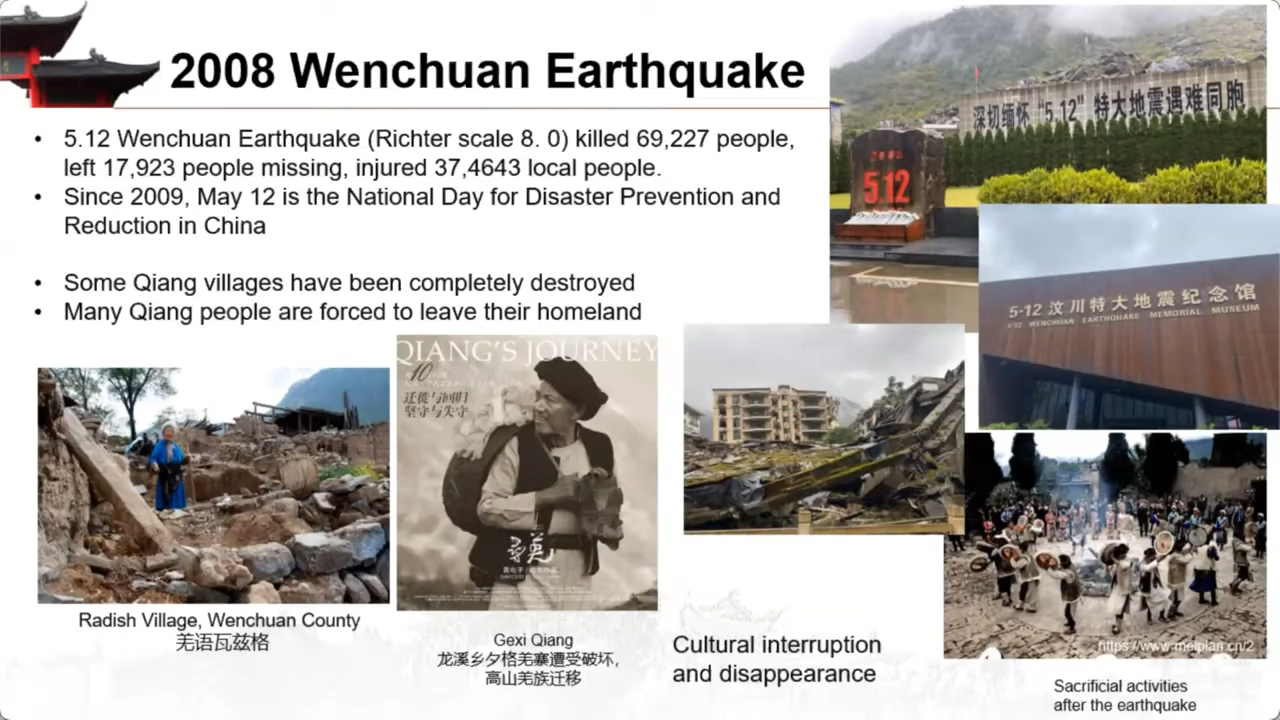 2008 Wenchuan Earthquake
• 5.12 Wenchuan Earthquake (Richter scale 8. 0) killed 69,227 people,
left 17,923 people missing, injured 37,4643 local people.
• Since 2009, May 12 is the National Day for Disaster Prevention and
Reduction in China
• Some Qiang villages have been completely destroyed
• Many Qiang people are forced to leave their homeland
深切缅怀“5.12”特大地震遇难同胞
2008
5.12
5·12 汶川特大地震纪念馆
5·12 WENCHUAN EARTHQUAKE MEMORIAL MUSEUM
QIANG'S JOURNEY
10
迁徙与回归
坚守与失守
Radish Village, Wenchuan County
羌语瓦兹格
Gexi Qiang
龙溪乡夕格羌寨遭受破坏，
高山羌族迁移
Cultural interruption
and disappearance
https://www.meipian.cn/2
Sacrificial activities
after the earthquake